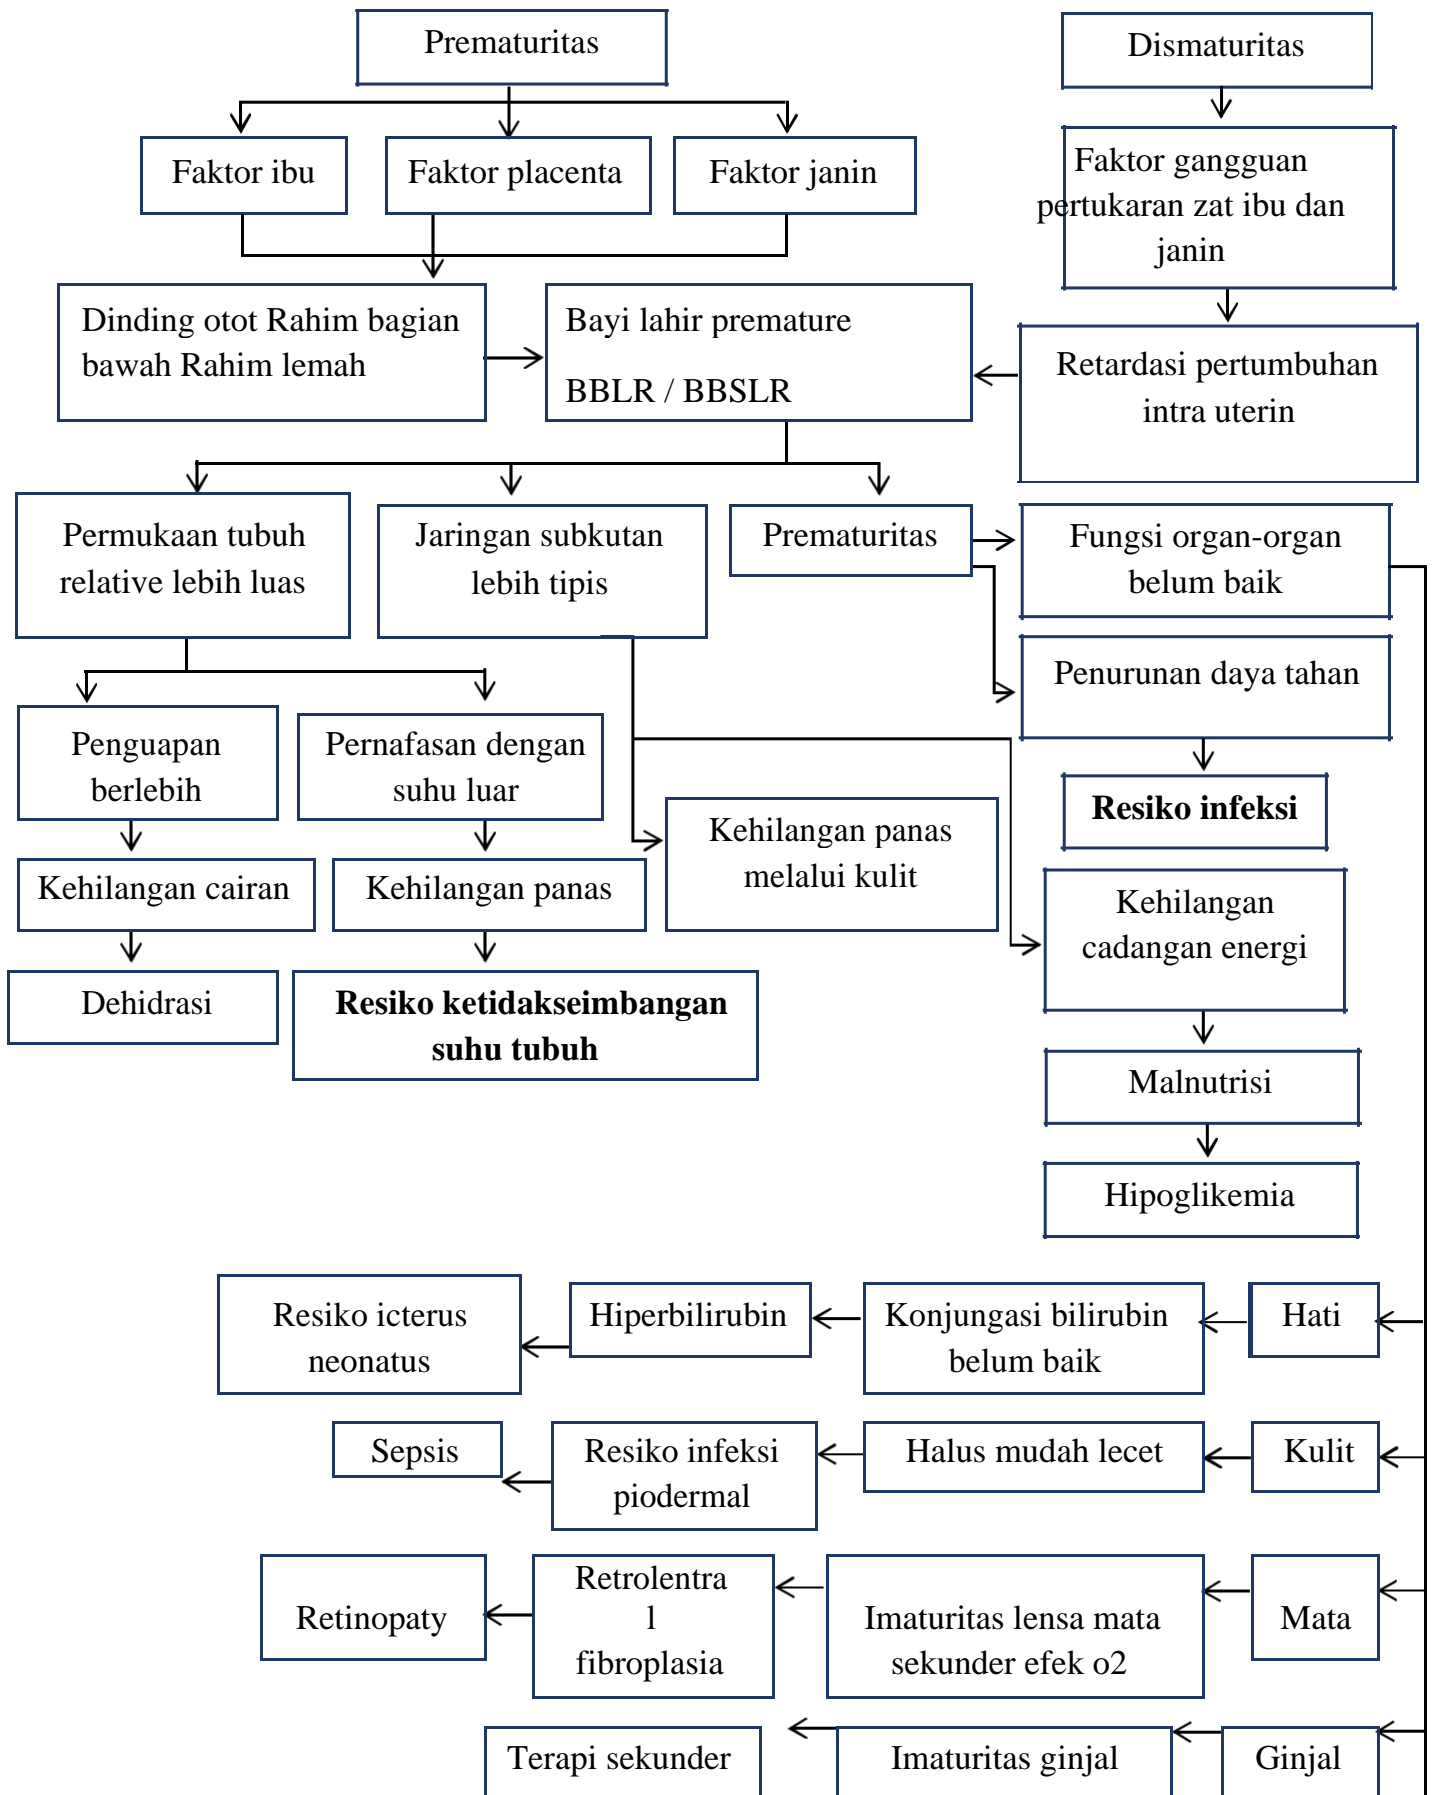 Prematuritas
Dismaturitas
Faktor ibu
Faktor placenta
Faktor janin
Faktor gangguan
pertukaran zat ibu dan
janin
Dinding otot Rahim bagian
bawah Rahim lemah
Bayi lahir premature
BBLR / BBSLR
Retardasi pertumbuhan
intra uterin
Permukaan tubuh
relative lebih luas
Jaringan subkutan
lebih tipis
Prematuritas
Fungsi organ-organ
belum baik
Penurunan daya tahan
Penguapan
berlebih
Pernafasan dengan
suhu luar
Resiko infeksi
Kehilangan panas
melalui kulit
Kehilangan cairan
Kehilangan panas
Kehilangan
cadangan energi
Dehidrasi
Resiko ketidakseimbangan
suhu tubuh
Malnutrisi
Hipoglikemia
Resiko icterus
neonatus
Hiperbilirubin
Konjungasi bilirubin
belum baik
Hati
Sepsis
Resiko infeksi
piodermal
Halus mudah lecet
Kulit
Retinopaty
Retrolentra
l
fibroplasia
Imaturitas lensa mata
sekunder efek o2
Mata
Terapi sekunder
Imaturitas ginjal
Ginjal